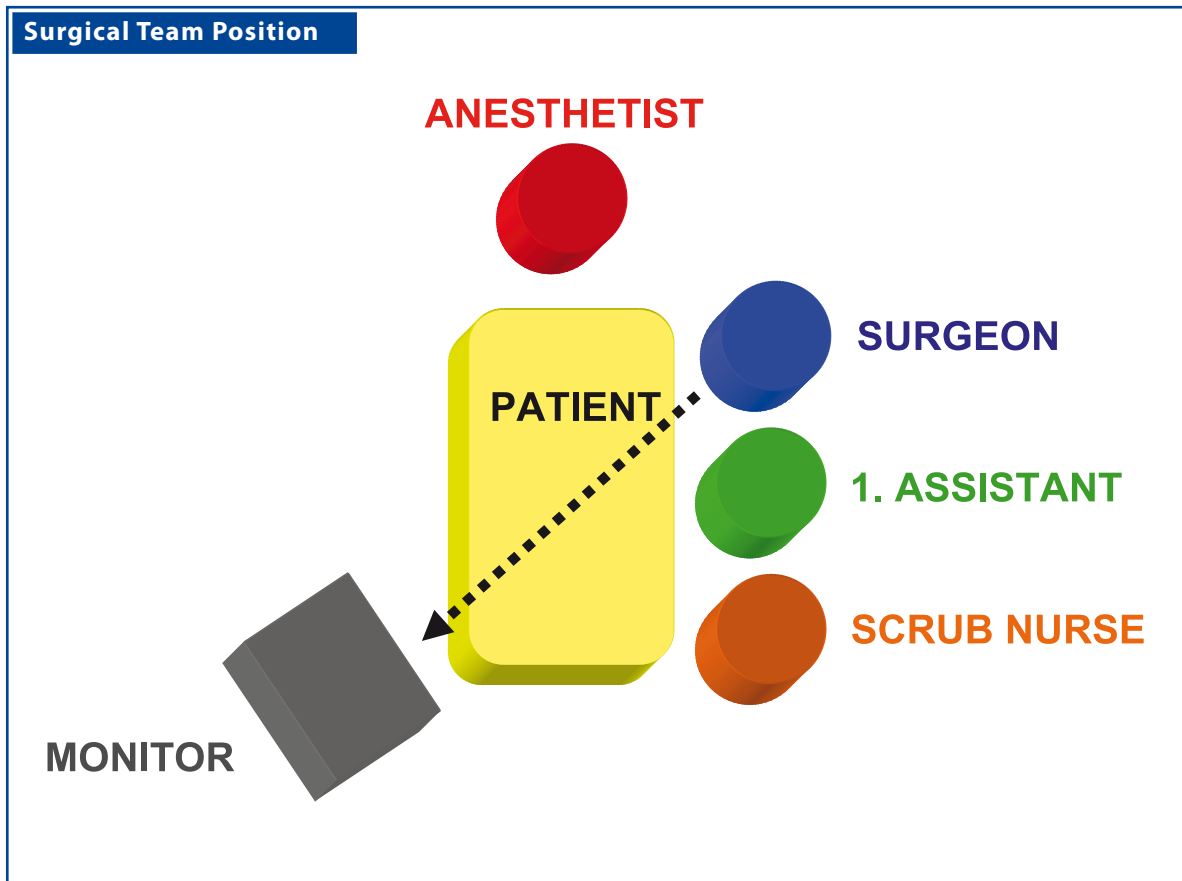 Surgical Team Position
ANESTHETIST
SURGEON
PATIENT
1. ASSISTANT
SCRUB NURSE
MONITOR